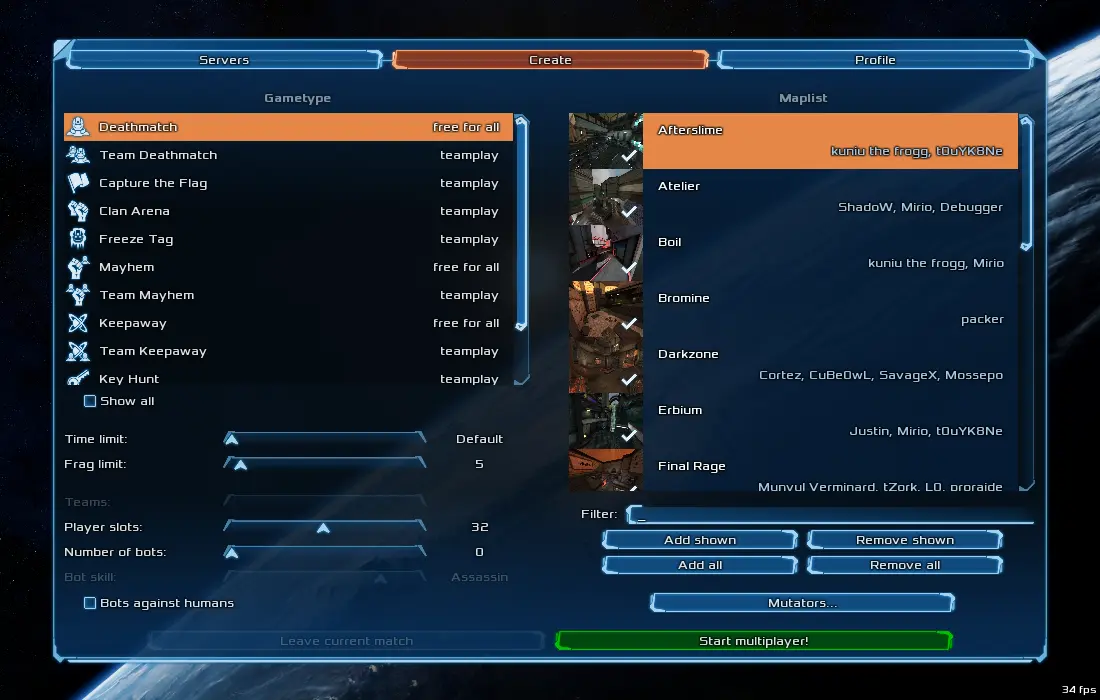 Servers Create Profile
Gametype
Deathmatch free for all
Team Deathmatch teamplay
Capture the Flag teamplay
Clan Arena teamplay
Freeze Tag teamplay
Mayhem free for all
Team Mayhem teamplay
Keepaway free for all
Team Keepaway teamplay
Key Hunt teamplay
Show all
Time limit: Default
Frag limit: 5
Teams:
Player slots: 32
Number of bots: 0
Bot skill: Assassin
Bots against humans
Maplist
Afterslime
kuniu the frogg, t0uYK8Ne
Atelier
ShadoW, Mirio, Debugger
Boil
kuniu the frogg, Mirio
Bromine
packer
Darkzone
Cortez, CuBe0wL, SavageX, Mossepo
Erbium
Justin, Mirio, t0uYK8Ne
Final Rage
Munyul Verminard, tZork, L0, proraide
Filter: _
Add shown Remove shown
Add all Remove all
Mutators...
Leave current match Start multiplayer!
34 fps